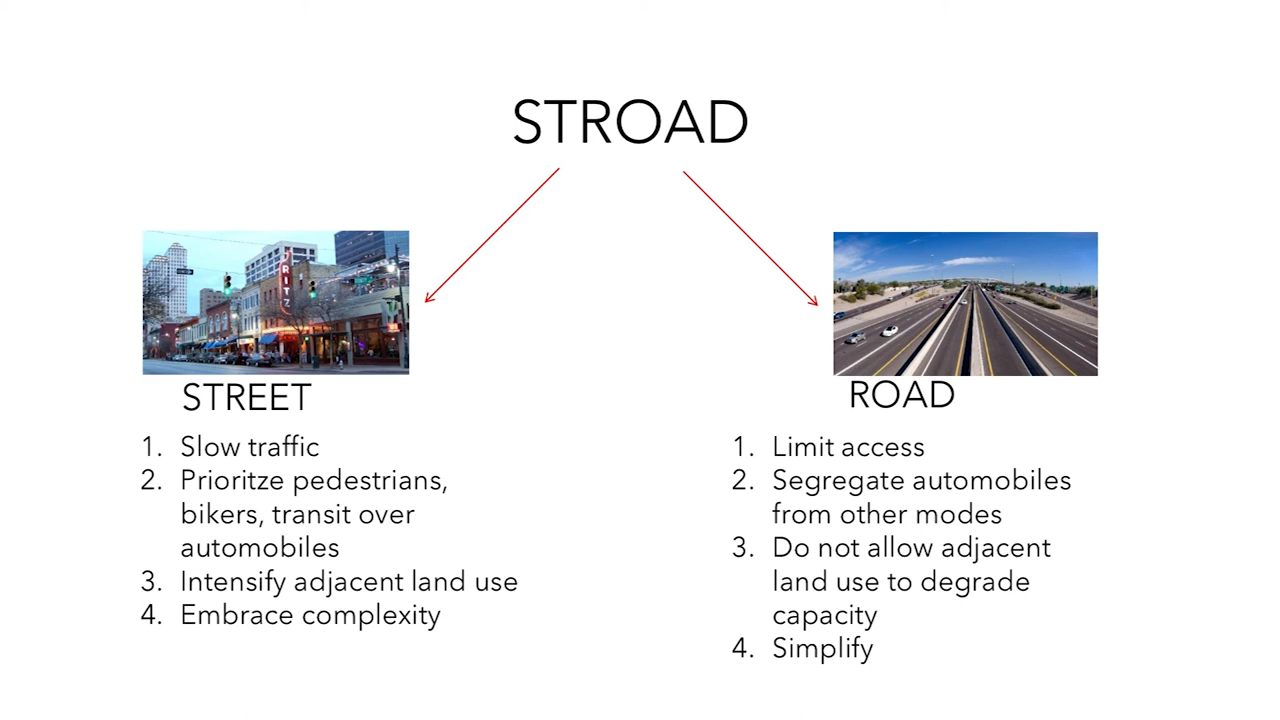 STROAD
RITZ
STREET
1. Slow traffic
2. Prioritze pedestrians,
bikers, transit over
automobiles
3. Intensify adjacent land use
4. Embrace complexity
ROAD
1. Limit access
2. Segregate automobiles
from other modes
3. Do not allow adjacent
land use to degrade
capacity
4. Simplify